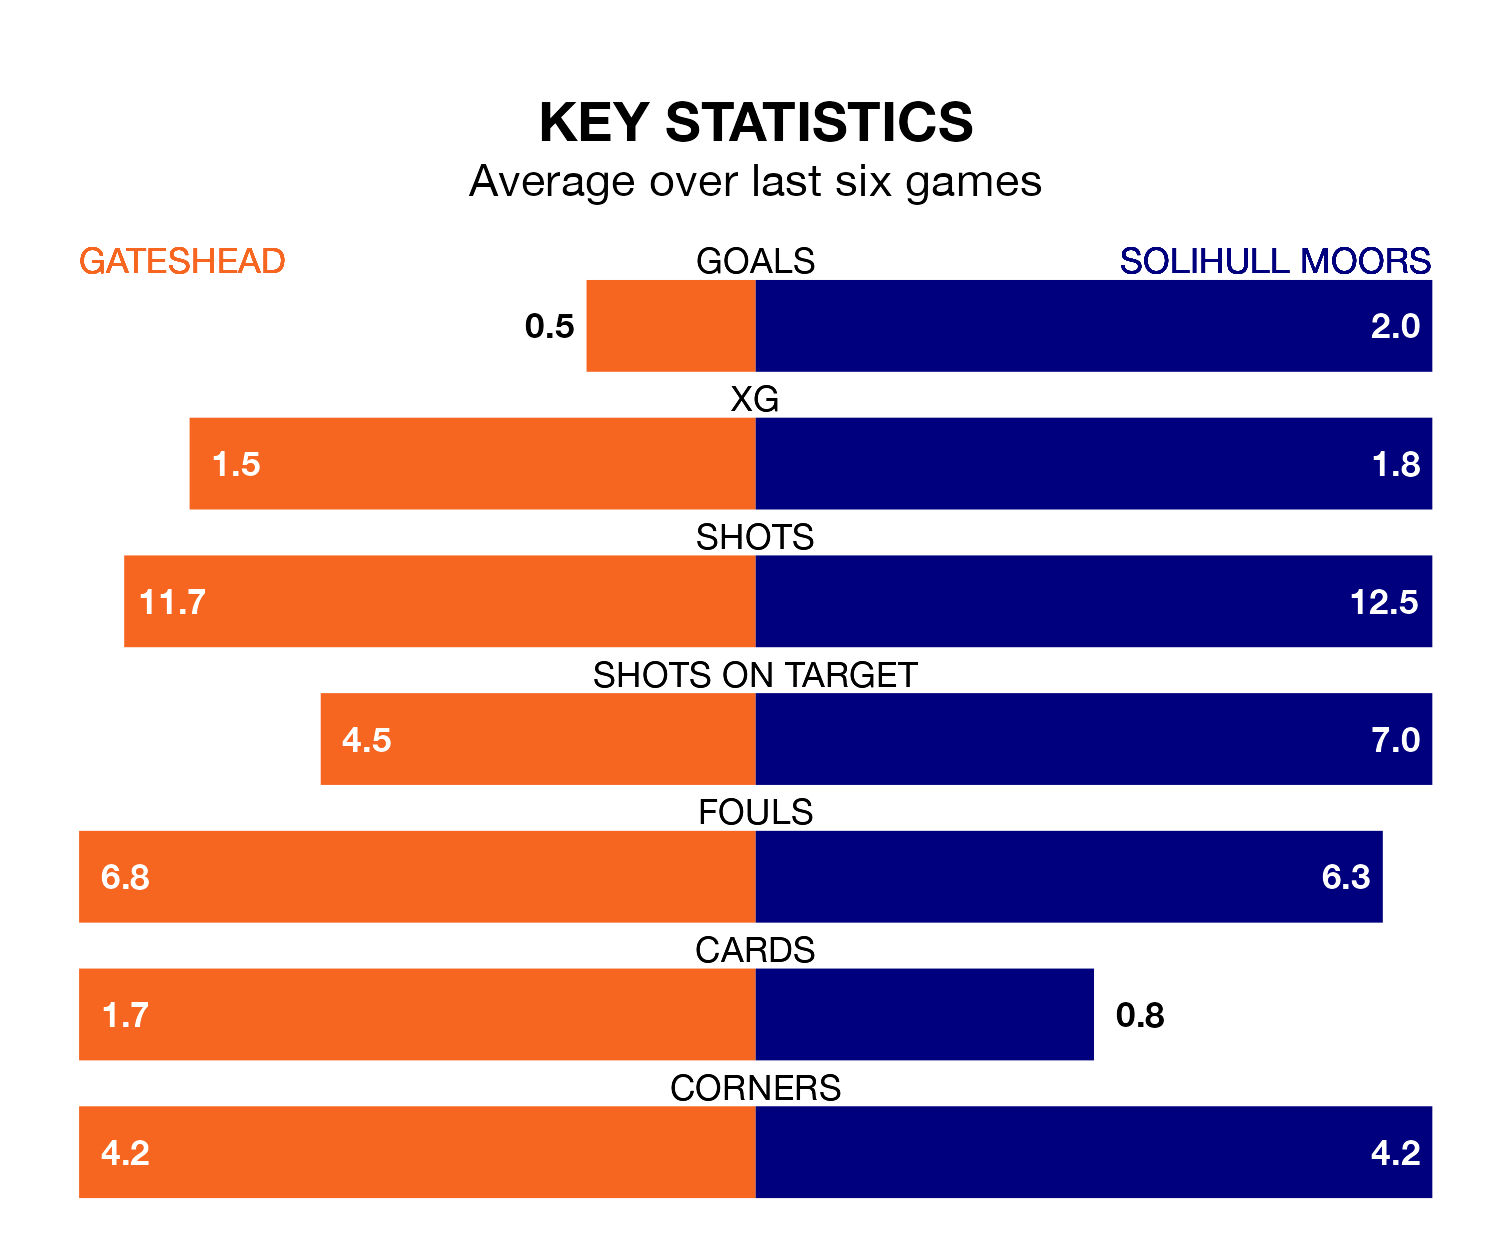 KEY STATISTICS
Average over last six games
GATESHEAD GOALS SOLIHULL MOORS
0.5 2.0
XG
1.5 1.8
SHOTS
11.7 12.5
SHOTS ON TARGET
4.5 7.0
FOULS
6.8 6.3
CARDS
1.7 0.8
CORNERS
4.2 4.2